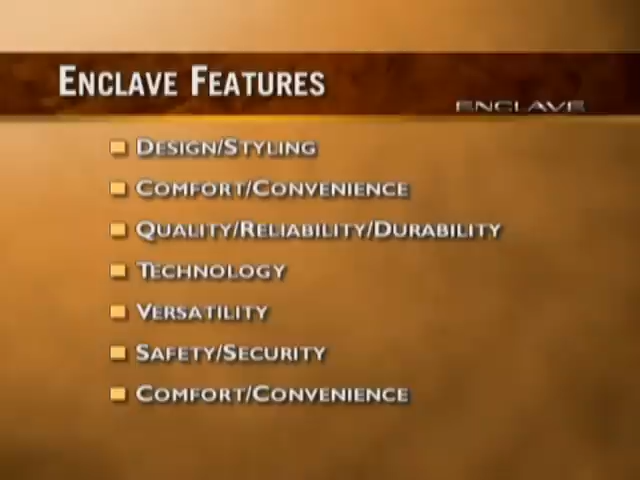 ENCLAVE FEATURES
ENCLAVE
DESIGN/STYLING
COMFORT/CONVENIENCE
QUALITY/RELIABILITY/DURABILITY
TECHNOLOGY
VERSATILITY
SAFETY/SECURITY
COMFORT/CONVENIENCE